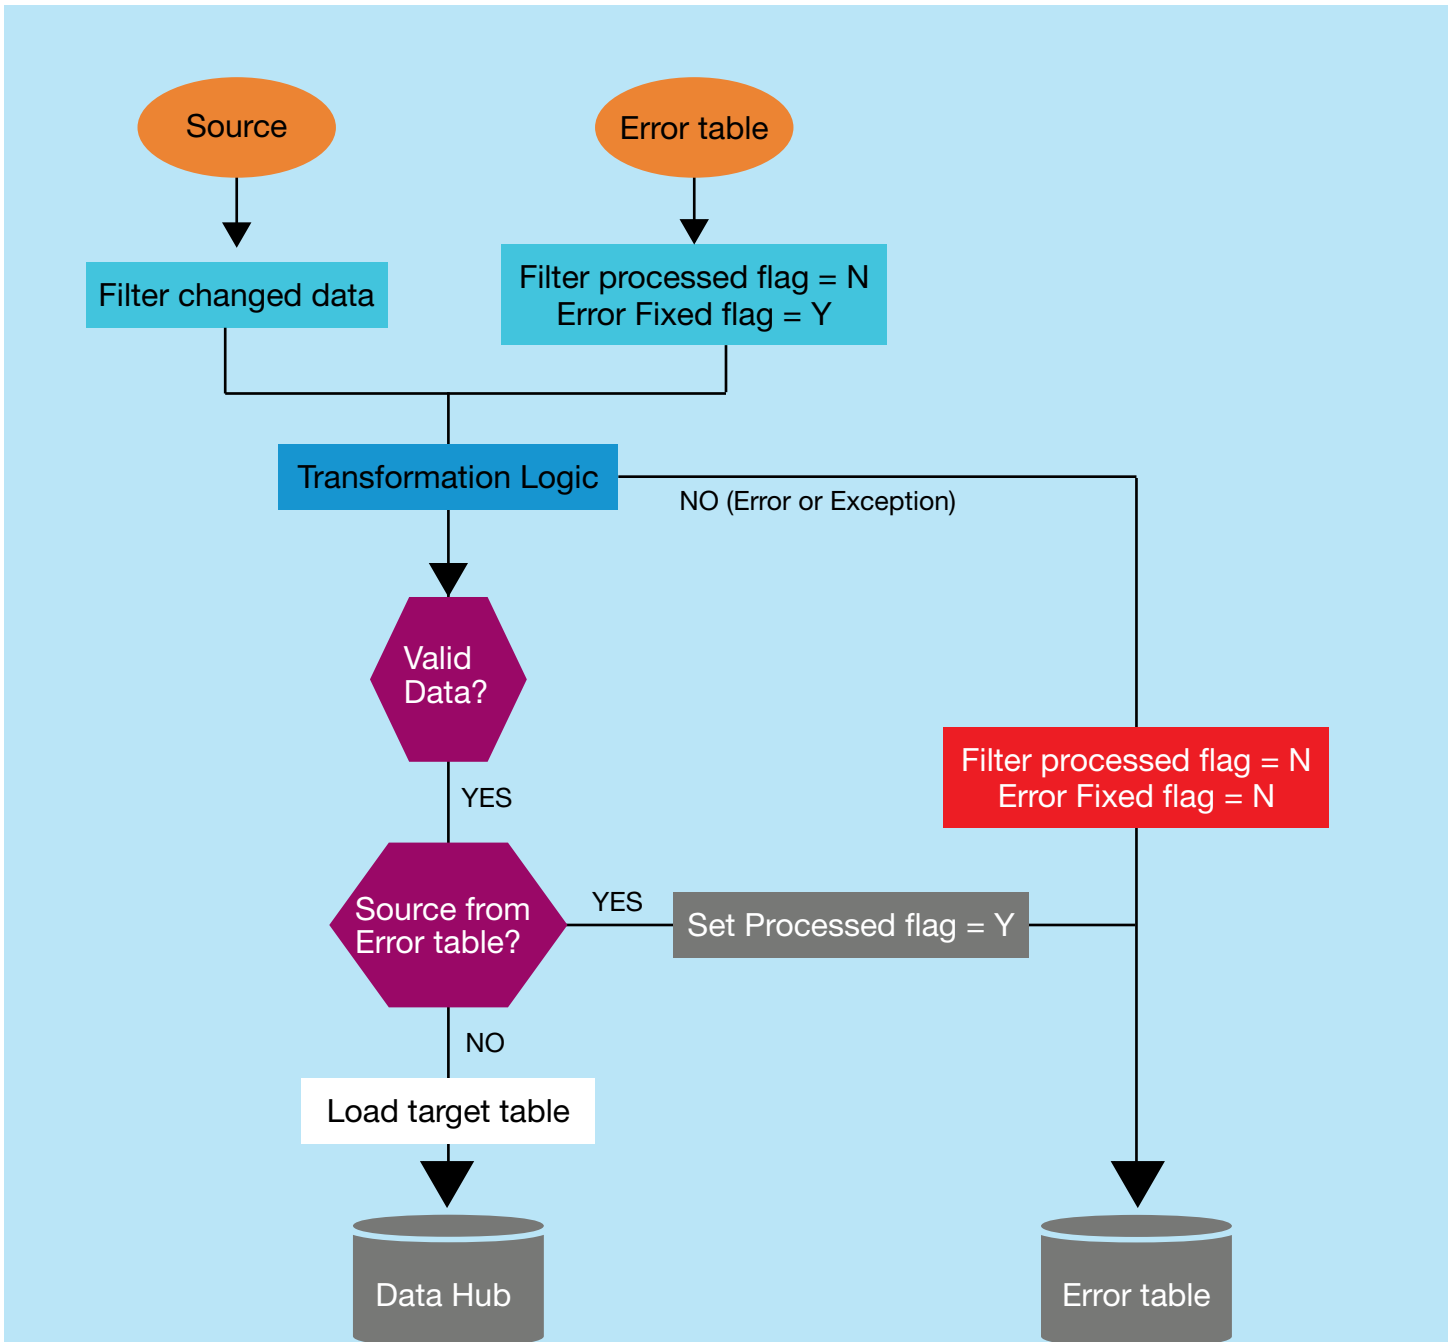 Source
Error table
Filter changed data
Filter processed flag = N
Error Fixed flag = Y
Transformation Logic
NO (Error or Exception)
Valid
Data?
Filter processed flag = N
Error Fixed flag = N
YES
Source from
Error table?
YES
Set Processed flag = Y
NO
Load target table
Data Hub
Error table